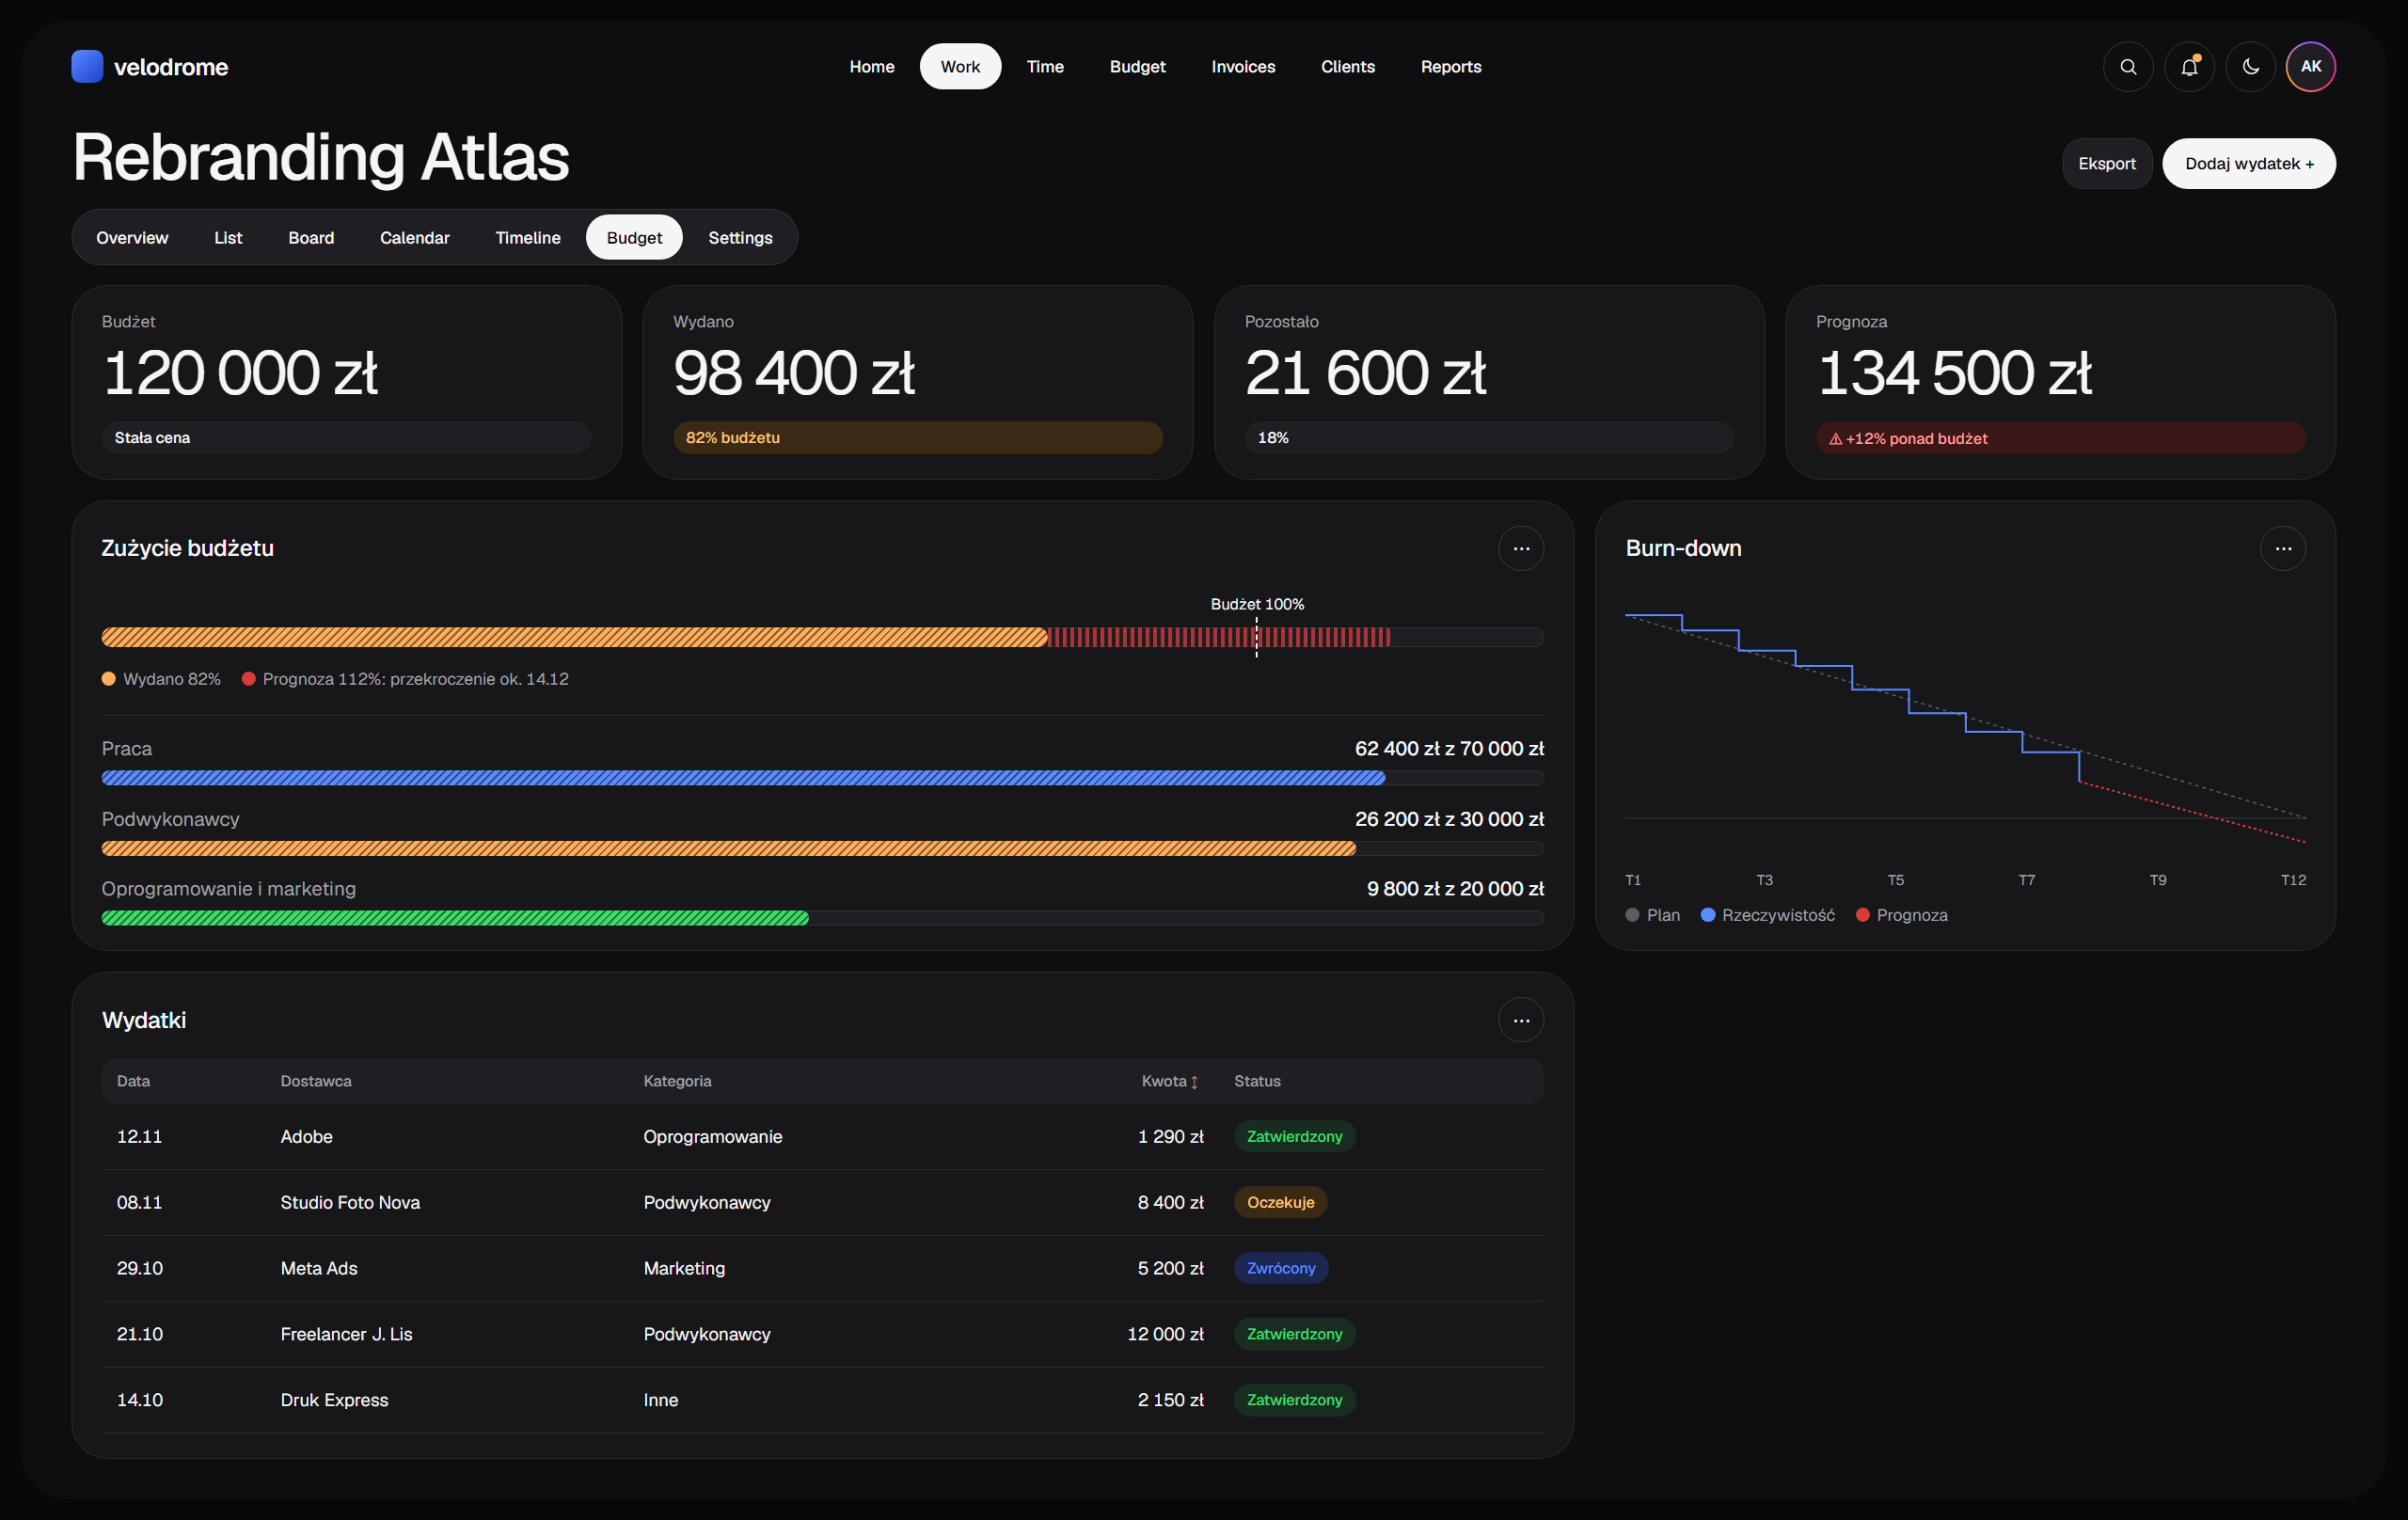 velodrome
Home Work Time Budget Invoices Clients Reports
AK
Rebranding Atlas
Eksport Dodaj wydatek +
Overview List Board Calendar Timeline Budget Settings
Budżet
120 000 zł
Stała cena
Wydano
98 400 zł
82% budżetu
Pozostało
21 600 zł
18%
Prognoza
134 500 zł
⚠ +12% ponad budżet
Zużycie budżetu
Budżet 100%
Wydano 82% Prognoza 112%: przekroczenie ok. 14.12
Praca 62 400 zł z 70 000 zł
Podwykonawcy 26 200 zł z 30 000 zł
Oprogramowanie i marketing 9 800 zł z 20 000 zł
Burn-down
T1 T3 T5 T7 T9 T12
Plan Rzeczywistość Prognoza
Wydatki
Data Dostawca Kategoria Kwota ↕ Status
12.11 Adobe Oprogramowanie 1 290 zł Zatwierdzony
08.11 Studio Foto Nova Podwykonawcy 8 400 zł Oczekuje
29.10 Meta Ads Marketing 5 200 zł Zwrócony
21.10 Freelancer J. Lis Podwykonawcy 12 000 zł Zatwierdzony
14.10 Druk Express Inne 2 150 zł Zatwierdzony